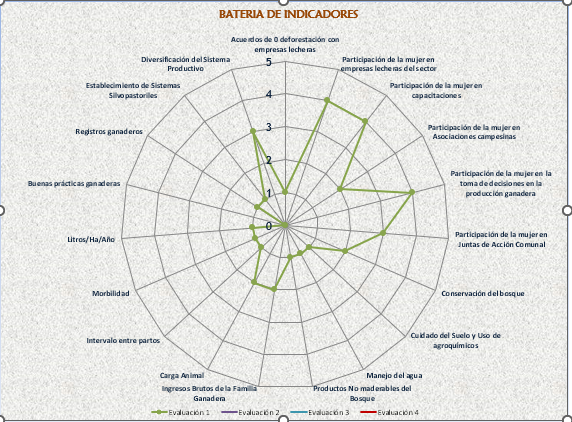 BATERIA DE INDICADORES
Acuerdos de 0 deforestación con
empresas lecheras
Participación de la mujer en
empresas lecheras del sector
Participación de la mujer en
capacitaciones
Participación de la mujer en
Asociaciones campesinas
Participación de la mujer en la
toma de decisiones en la
producción ganadera
Participación de la mujer en
Juntas de Acción Comunal
Conservación del bosque
Cuidado del Suelo y Uso de
agroquímicos
Manejo del agua
Productos No maderables del
Bosque
Ingresos Brutos de la Familia
Ganadera
Carga Animal
Intervalo entre partos
Morbilidad
Litros/Ha/Año
Buenas prácticas ganaderas
Registros ganaderos
Establecimiento de Sistemas
Silvopastoriles
Diversificación del Sistema
Productivo
5
4
3
2
1
0
Evaluación 1
Evaluación 2
Evaluación 3
Evaluación 4